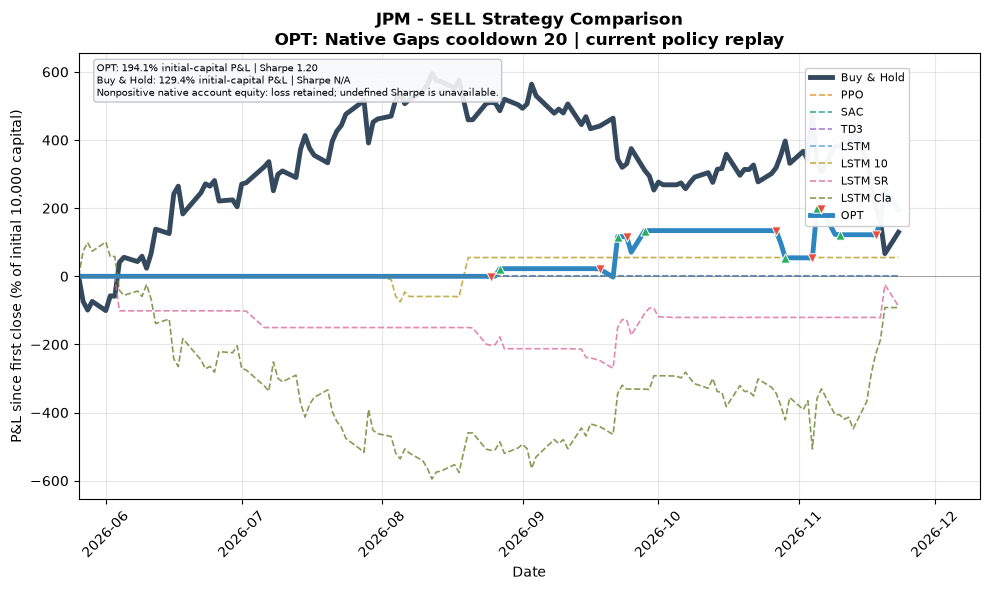 JPM - SELL Strategy Comparison
OPT: Native Gaps cooldown 20 | current policy replay
OPT: 194.1% initial-capital P&L | Sharpe 1.20
Buy & Hold: 129.4% initial-capital P&L | Sharpe N/A
Nonpositive native account equity: loss retained; undefined Sharpe is unavailable.
Buy & Hold
PPO
SAC
TD3
LSTM
LSTM 10
LSTM SR
LSTM Cla
OPT
P&L since first close (% of initial 10,000 capital)
600
400
200
0
−200
−400
−600
2026-06
2026-07
2026-08
2026-09
2026-10
2026-11
2026-12
Date